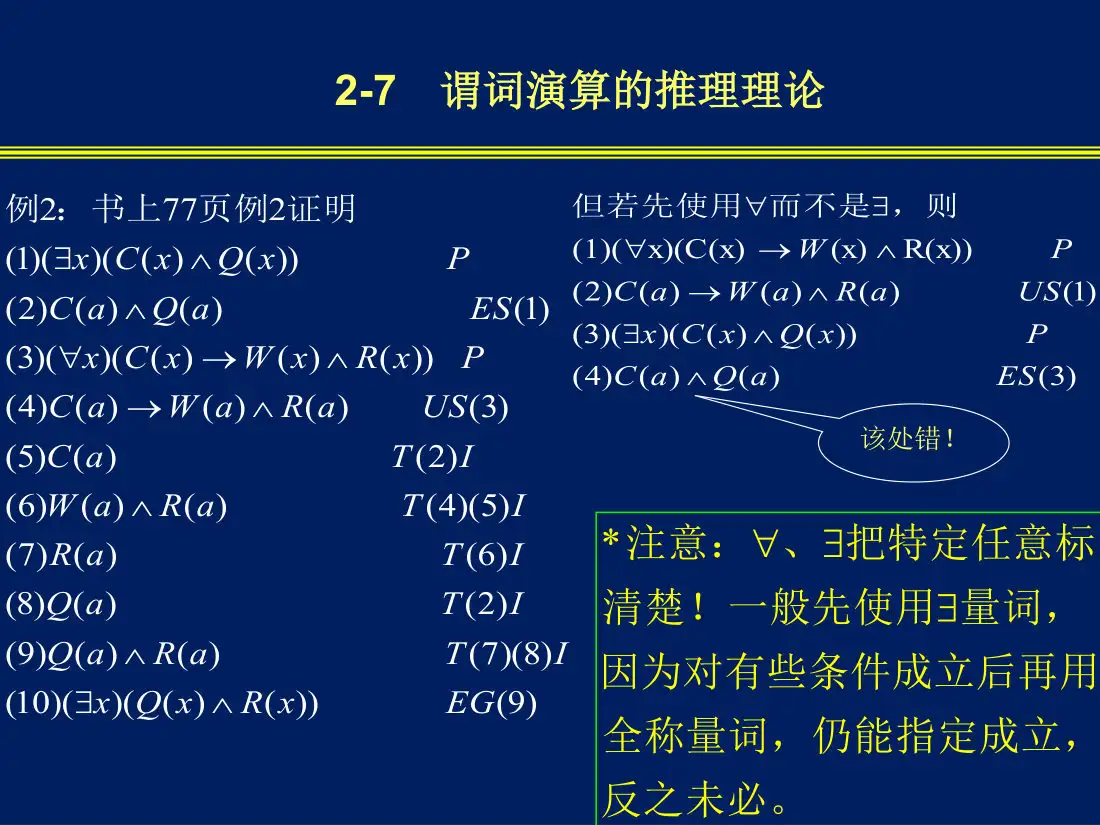 2-7 谓词演算的推理理论
例2：书上77页例2证明
(1)(∃x)(C(x)∧Q(x)) P
(2)C(a)∧Q(a) ES(1)
(3)(∀x)(C(x)→W(x)∧R(x)) P
(4)C(a)→W(a)∧R(a) US(3)
(5)C(a) T(2)I
(6)W(a)∧R(a) T(4)(5)I
(7)R(a) T(6)I
(8)Q(a) T(2)I
(9)Q(a)∧R(a) T(7)(8)I
(10)(∃x)(Q(x)∧R(x)) EG(9)
但若先使用∀而不是∃，则
(1)(∀x)(C(x)→W(x)∧R(x)) P
(2)C(a)→W(a)∧R(a) US(1)
(3)(∃x)(C(x)∧Q(x)) P
(4)C(a)∧Q(a) ES(3)
该处错！
*注意：∀、∃把特定任意标
清楚！一般先使用∃量词，
因为对有些条件成立后再用
全称量词，仍能指定成立，
反之未必。